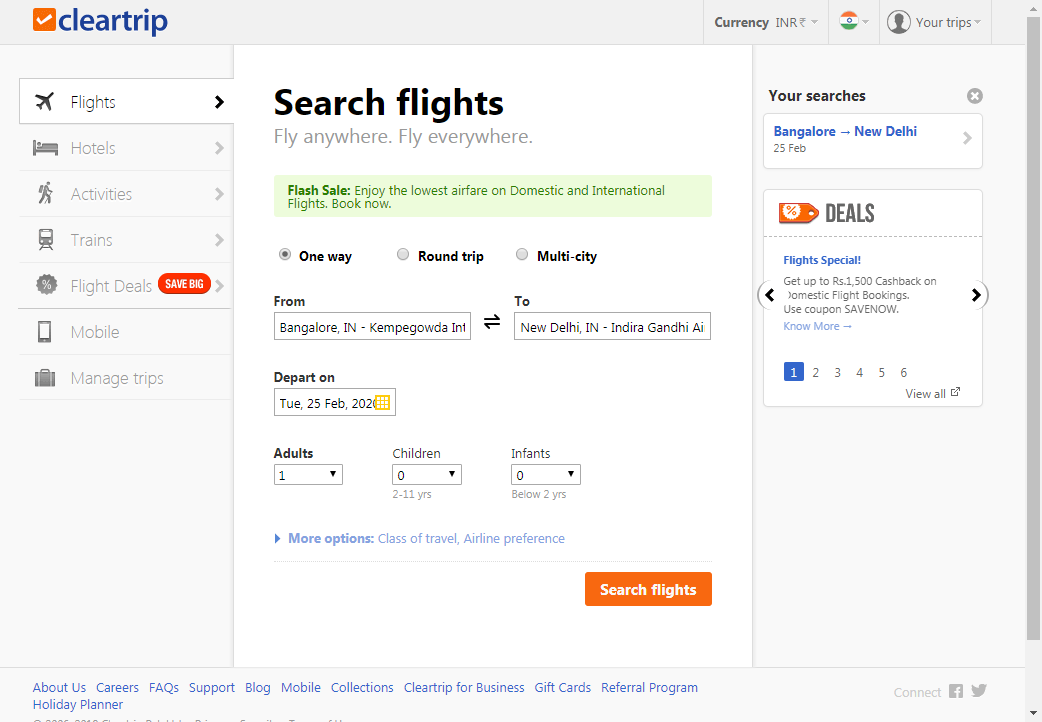 cleartrip
Currency INR ₹
Your trips
Flights
Hotels
Activities
Trains
Flight Deals SAVE BIG
Mobile
Manage trips
Search flights
Fly anywhere. Fly everywhere.
Flash Sale: Enjoy the lowest airfare on Domestic and International
Flights. Book now.
One way Round trip Multi-city
From To
Bangalore, IN - Kempegowda Int New Delhi, IN - Indira Gandhi Ai
Depart on
Tue, 25 Feb, 2020
Adults Children Infants
1 0 0
2-11 yrs Below 2 yrs
More options: Class of travel, Airline preference
Search flights
Your searches
Bangalore → New Delhi
25 Feb
% DEALS
Flights Special!
Get up to Rs.1,500 Cashback on
Domestic Flight Bookings.
Use coupon SAVENOW.
Know More →
1 2 3 4 5 6
View all
About Us Careers FAQs Support Blog Mobile Collections Cleartrip for Business Gift Cards Referral Program
Holiday Planner
Connect